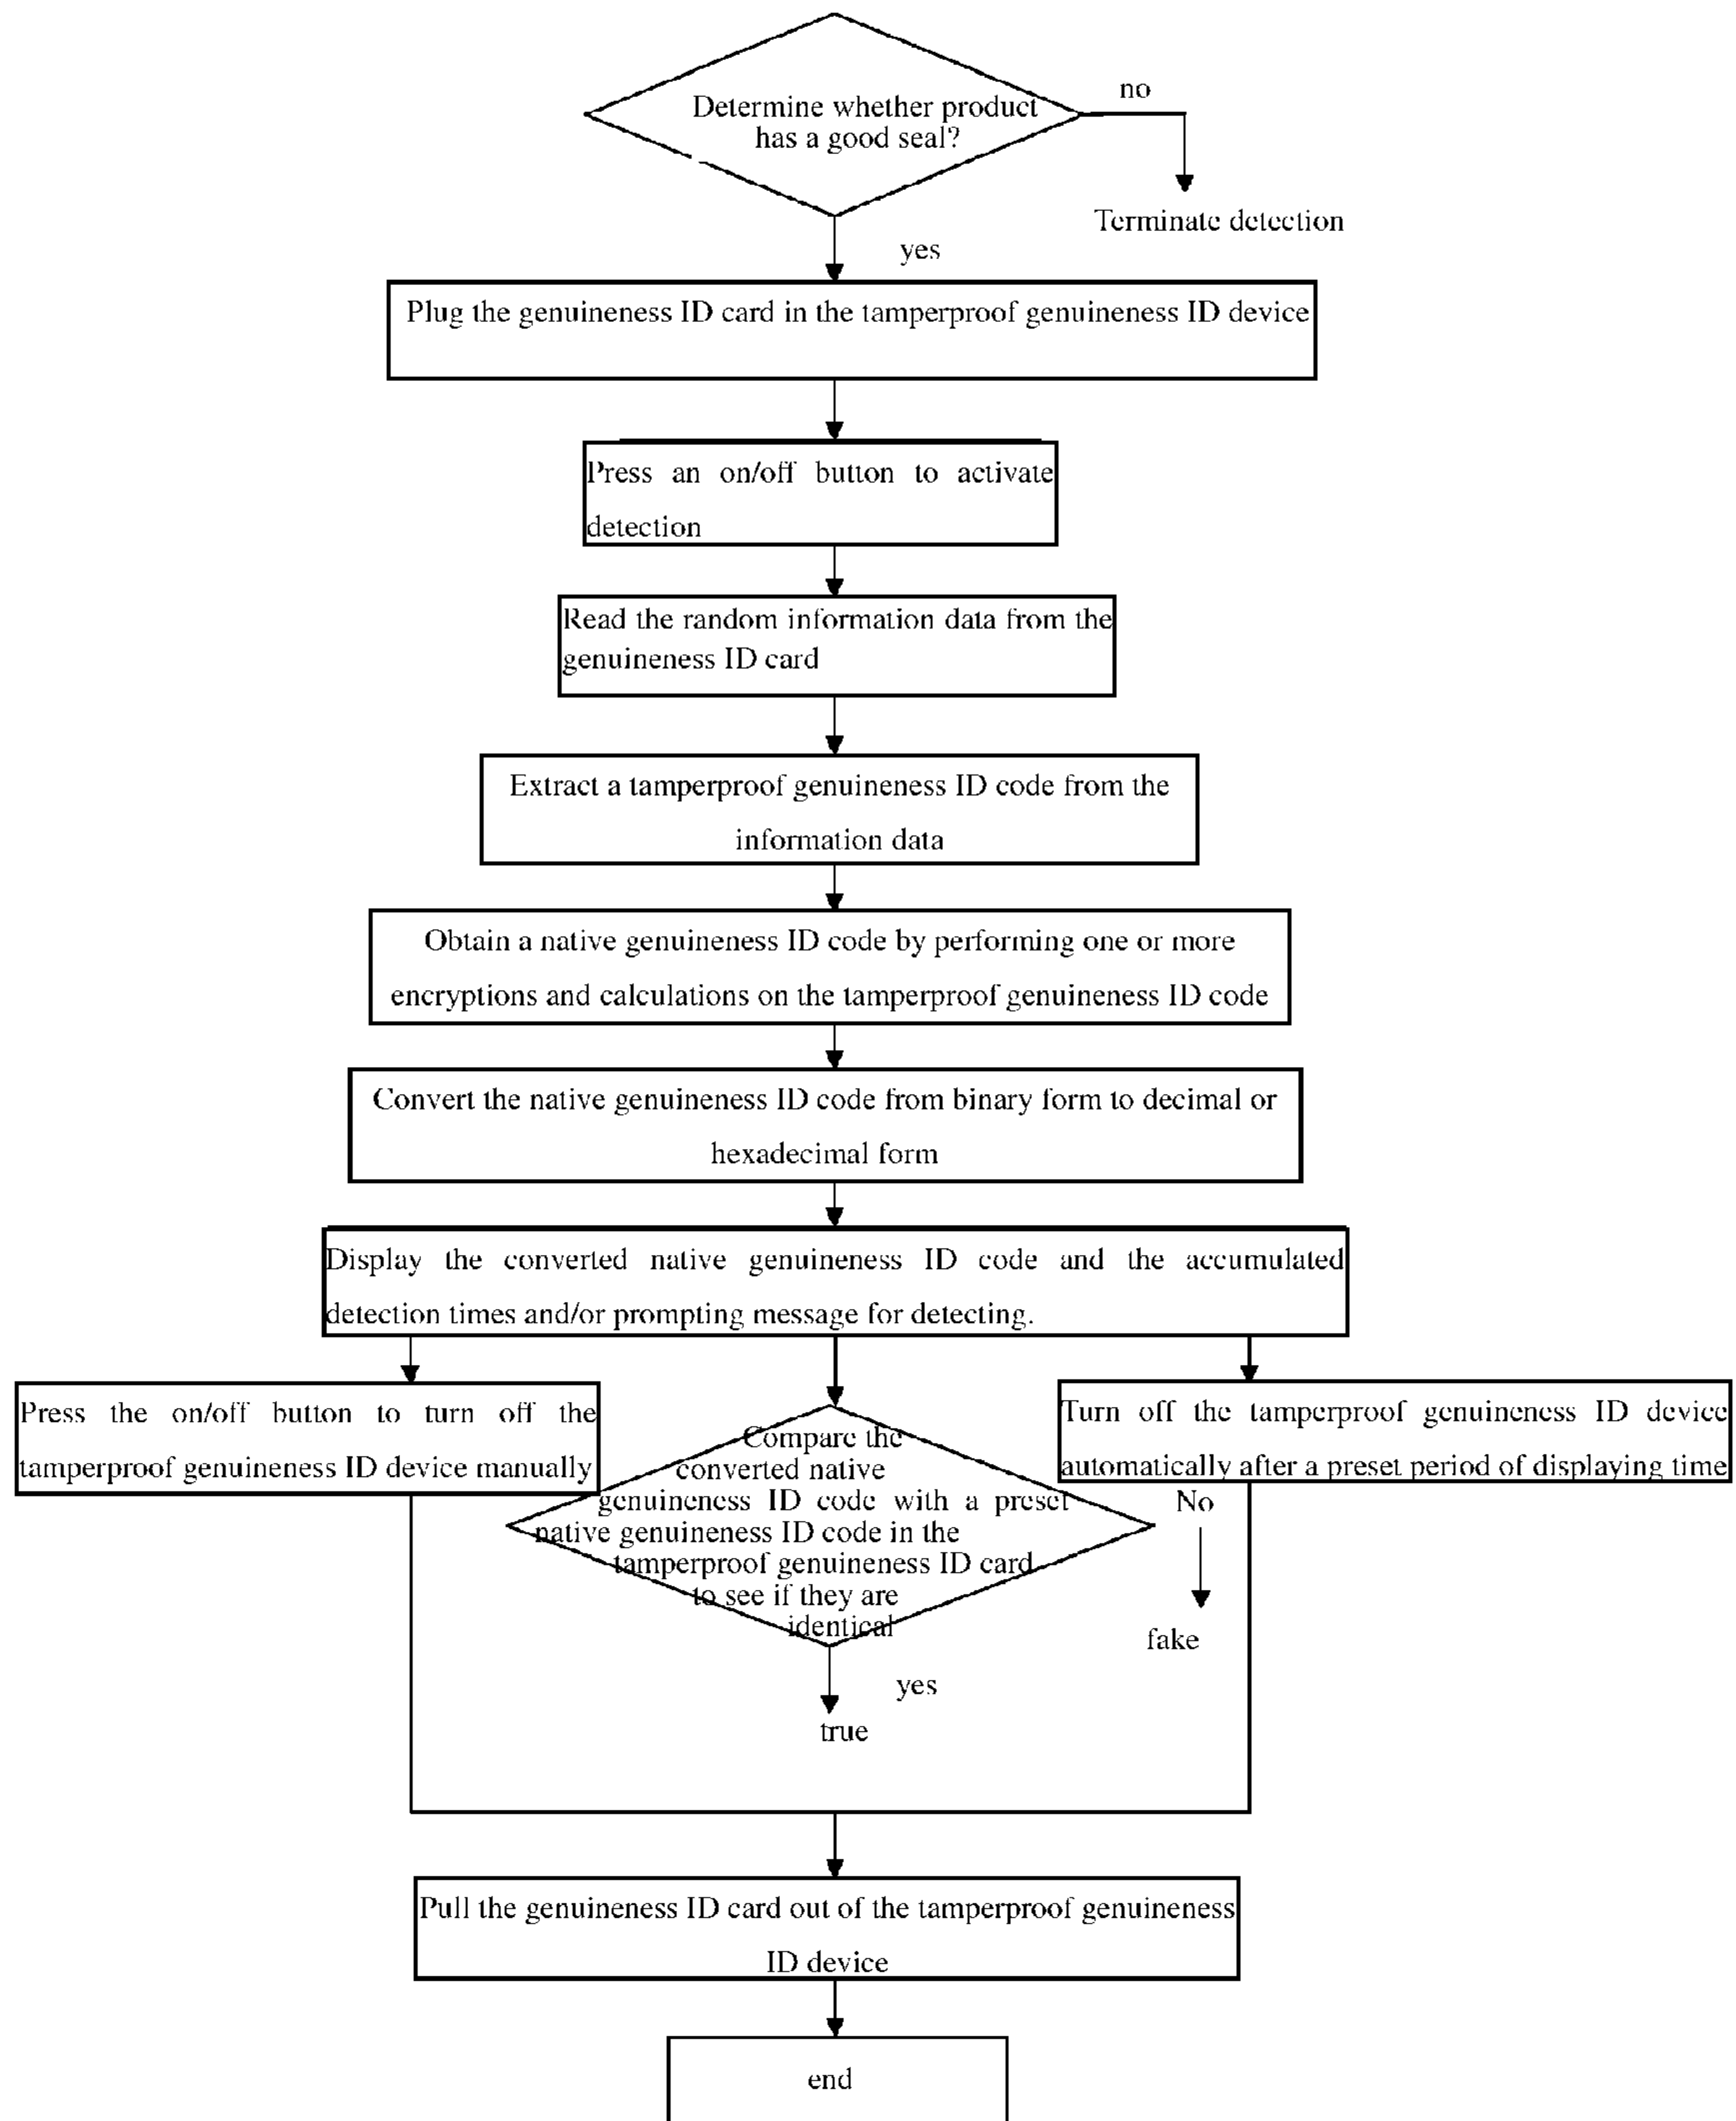 Determine whether product
has a good seal?
no
Terminate detection
yes
Plug the genuineness ID card in the tamperproof genuineness ID device
Press an on/off button to activate
detection
Read the random information data from the
genuineness ID card
Extract a tamperproof genuineness ID code from the
information data
Obtain a native genuineness ID code by performing one or more
encryptions and calculations on the tamperproof genuineness ID code
Convert the native genuineness ID code from binary form to decimal or
hexadecimal form
Display the converted native genuineness ID code and the accumulated
detection times and/or prompting message for detecting.
Press the on/off button to turn off the
tamperproof genuineness ID device manually
Compare the
converted native
genuineness ID code with a preset
native genuineness ID code in the
tamperproof genuineness ID card
to see if they are
identical
Turn off the tamperproof genuineness ID device
automatically after a preset period of displaying time
No
fake
yes
true
Pull the genuineness ID card out of the tamperproof genuineness
ID device
end